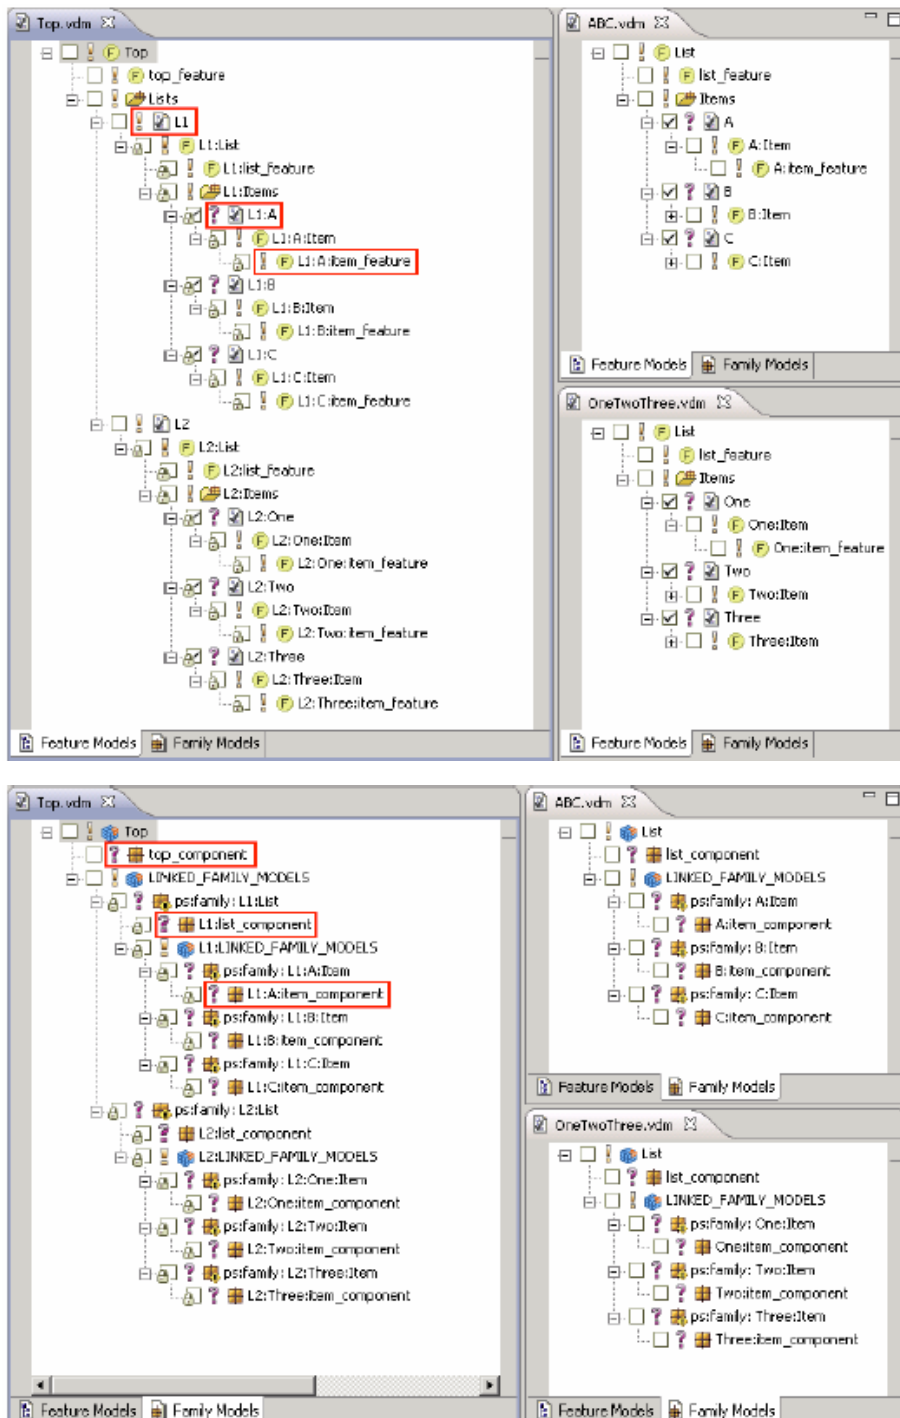 Top.vdm
Top
top_feature
Lists
L1
L1:List
L1:list_feature
L1:Items
L1:A
L1:A:Item
L1:A:item_feature
L1:B
L1:B:Item
L1:B:item_feature
L1:C
L1:C:Item
L1:C:item_feature
L2
L2:List
L2:list_feature
L2:Items
L2:One
L2:One:Item
L2:One:item_feature
L2:Two
L2:Two:Item
L2:Two:item_feature
L2:Three
L2:Three:Item
L2:Three:item_feature
Feature Models Family Models
ABC.vdm
List
list_feature
Items
A
A:Item
A:item_feature
B
B:Item
C
C:Item
Feature Models Family Models
OneTwoThree.vdm
List
list_feature
Items
One
One:Item
One:item_feature
Two
Two:Item
Three
Three:Item
Feature Models Family Models
Top.vdm
Top
top_component
LINKED_FAMILY_MODELS
ps:family: L1:List
L1:list_component
L1:LINKED_FAMILY_MODELS
ps:family: L1:A:Item
L1:A:item_component
ps:family: L1:B:Item
L1:B:item_component
ps:family: L1:C:Item
L1:C:item_component
ps:family: L2:List
L2:list_component
L2:LINKED_FAMILY_MODELS
ps:family: L2:One:Item
L2:One:item_component
ps:family: L2:Two:Item
L2:Two:item_component
ps:family: L2:Three:Item
L2:Three:item_component
Feature Models Family Models
ABC.vdm
List
list_component
LINKED_FAMILY_MODELS
ps:family: A:Item
A:item_component
ps:family: B:Item
B:item_component
ps:family: C:Item
C:item_component
Feature Models Family Models
OneTwoThree.vdm
List
list_component
LINKED_FAMILY_MODELS
ps:family: One:Item
One:item_component
ps:family: Two:Item
Two:item_component
ps:family: Three:Item
Three:item_component
Feature Models Family Models